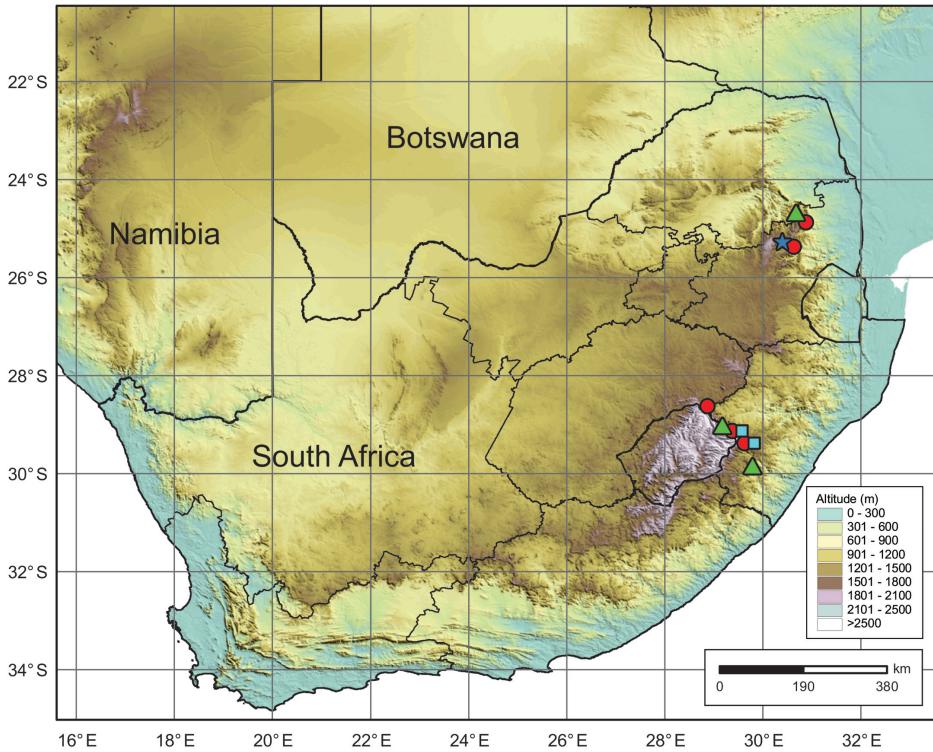 22°S
Botswana
24°S
Namibia
26°S
28°S
South Africa
30°S
Altitude (m)
0 - 300
301 - 600
601 - 900
901 - 1200
1201 - 1500
1501 - 1800
1801 - 2100
2101 - 2500
>2500
32°S
34°S
km
0 190 380
16°E 18°E 20°E 22°E 24°E 26°E 28°E 30°E 32°E